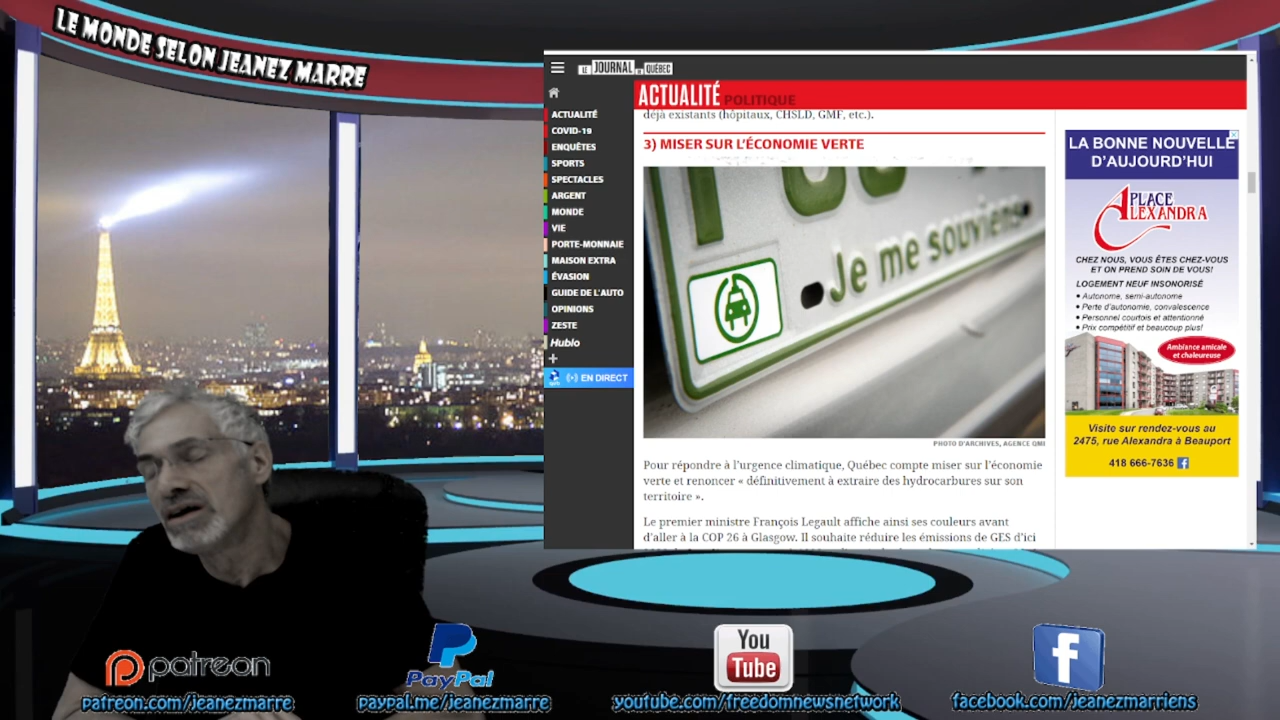 LE MONDE SELON JEANEZ MARRE
LE JOURNAL DE QUÉBEC
ACTUALITÉ POLITIQUE
ACTUALITÉ
COVID-19
ENQUÊTES
SPORTS
SPECTACLES
ARGENT
MONDE
VIE
PORTE-MONNAIE
MAISON EXTRA
ÉVASION
GUIDE DE L'AUTO
OPINIONS
ZESTE
Hublo
+
EN DIRECT
déjà existants (hôpitaux, CHSLD, GMF, etc.).
3) MISER SUR L'ÉCONOMIE VERTE
Je me souviens
PHOTO D'ARCHIVES, AGENCE QMI
Pour répondre à l'urgence climatique, Québec compte miser sur l'économie
verte et renoncer « définitivement à extraire des hydrocarbures sur son
territoire ».
Le premier ministre François Legault affiche ainsi ses couleurs avant
d'aller à la COP 26 à Glasgow. Il souhaite réduire les émissions de GES d'ici
LA BONNE NOUVELLE
D'AUJOURD'HUI
PLACE
ALEXANDRA
CHEZ NOUS, VOUS ÊTES CHEZ-VOUS
ET ON PREND SOIN DE VOUS!
LOGEMENT NEUF INSONORISÉ
• Autonome, semi-autonome
• Perte d'autonomie, convalescence
• Personnel courtois et attentionné
• Prix compétitif et beaucoup plus!
Ambiance amicale
et chaleureuse
Visite sur rendez-vous au
2475, rue Alexandra à Beauport
418 666-7636
patreon
patreon.com/jeanezmarre
PayPal
paypal.me/jeanezmarre
You
Tube
youtube.com/freedomnewsnetwork
f
facebook.com/jeanezmarriens